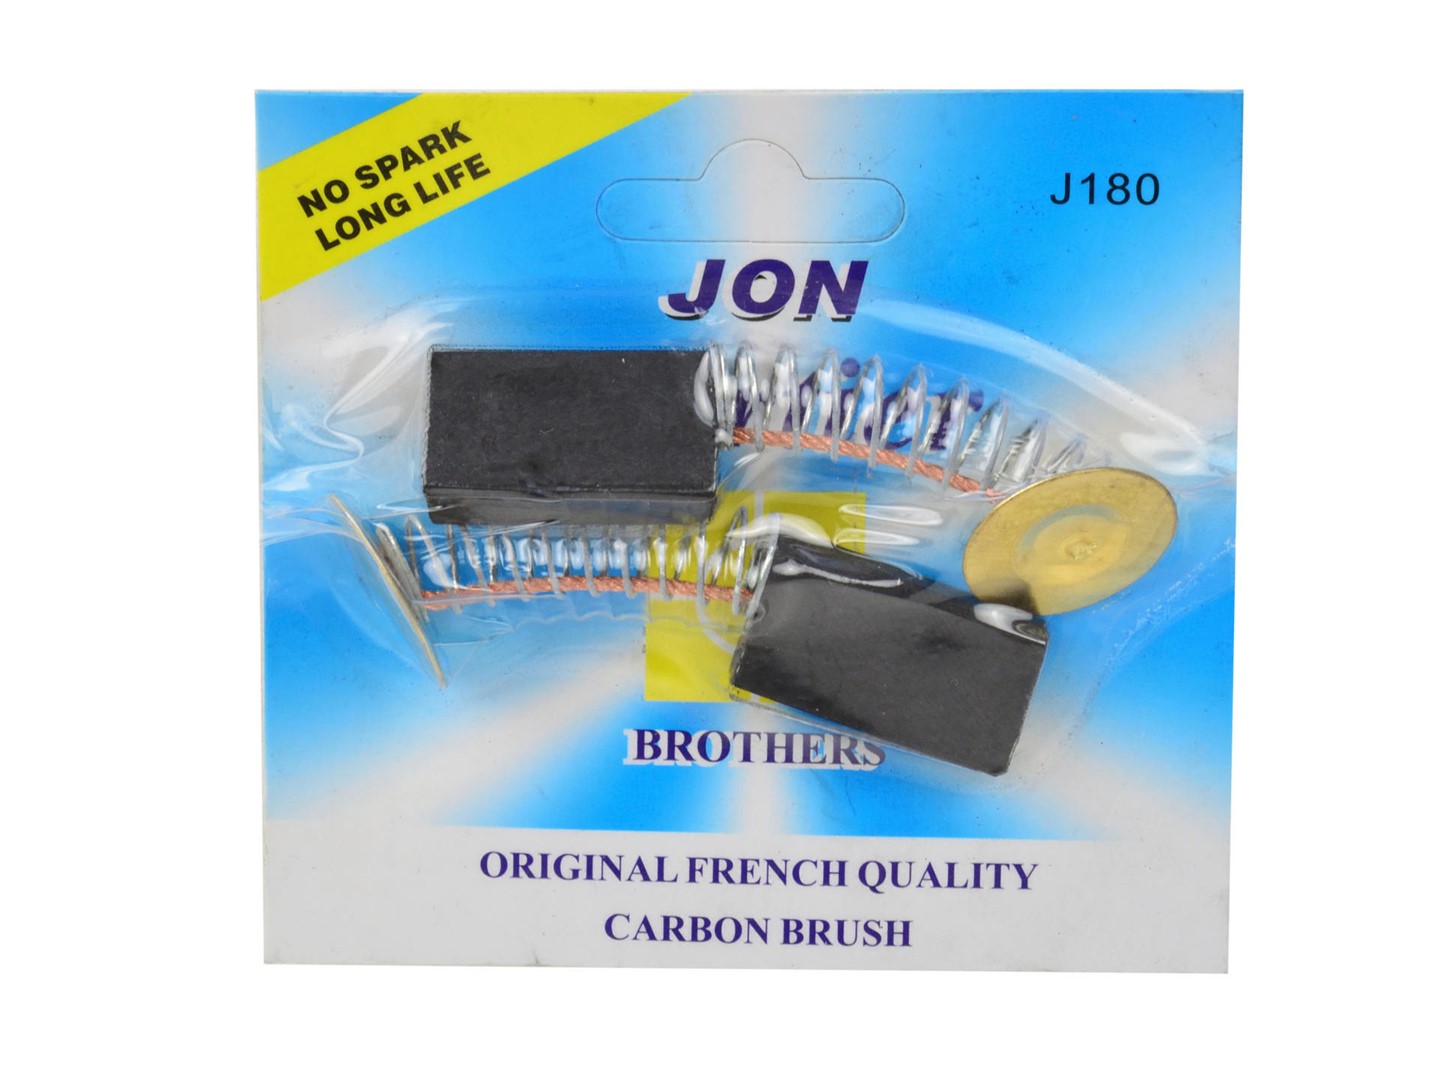 NO SPARK
LONG LIFE
J180
JON
BROTHERS
ORIGINAL FRENCH QUALITY
CARBON BRUSH